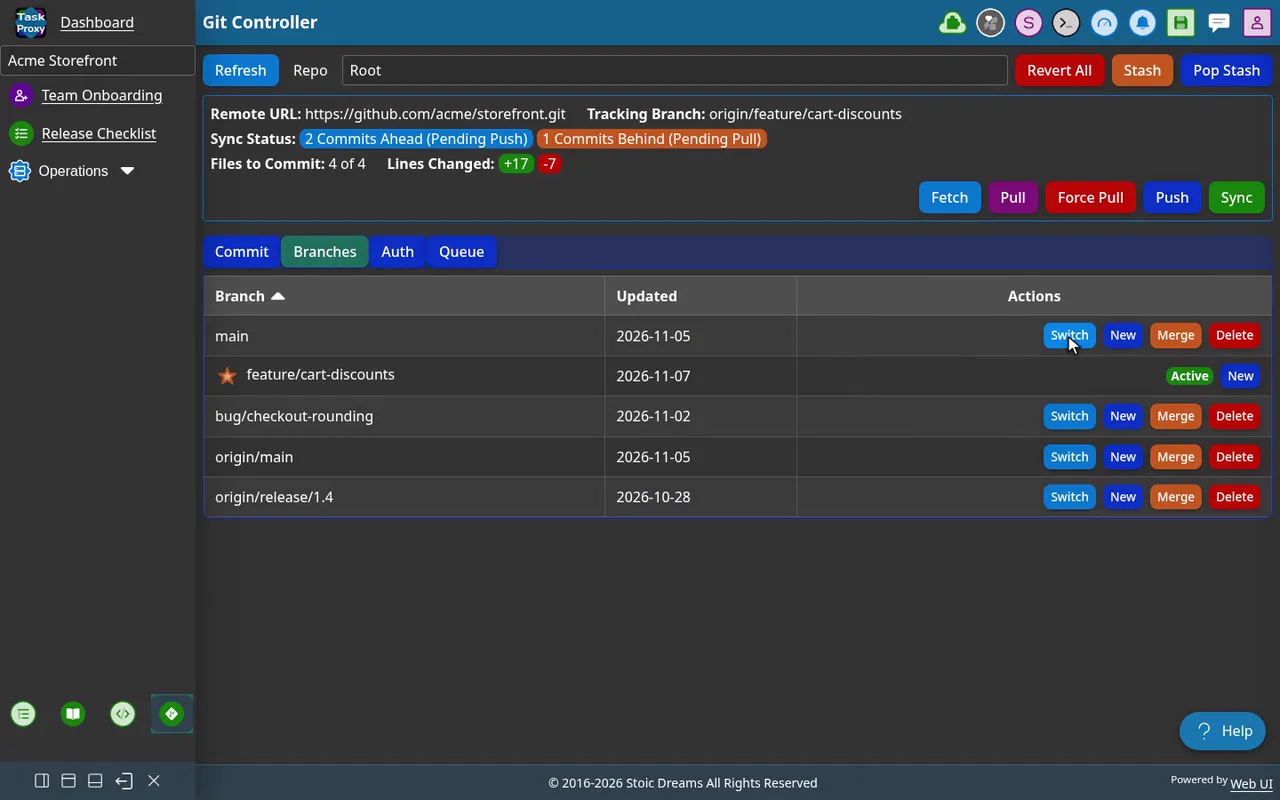 Task Proxy
Dashboard
Git Controller
S
Acme Storefront
Team Onboarding
Release Checklist
Operations
Refresh
Repo
Root
Revert All
Stash
Pop Stash
Remote URL: https://github.com/acme/storefront.git Tracking Branch: origin/feature/cart-discounts
Sync Status: 2 Commits Ahead (Pending Push) 1 Commits Behind (Pending Pull)
Files to Commit: 4 of 4 Lines Changed: +17 -7
Fetch Pull Force Pull Push Sync
Commit Branches Auth Queue
Branch Updated Actions
main 2026-11-05 Switch New Merge Delete
feature/cart-discounts 2026-11-07 Active New
bug/checkout-rounding 2026-11-02 Switch New Merge Delete
origin/main 2026-11-05 Switch New Merge Delete
origin/release/1.4 2026-10-28 Switch New Merge Delete
? Help
© 2016-2026 Stoic Dreams All Rights Reserved
Powered by Web UI